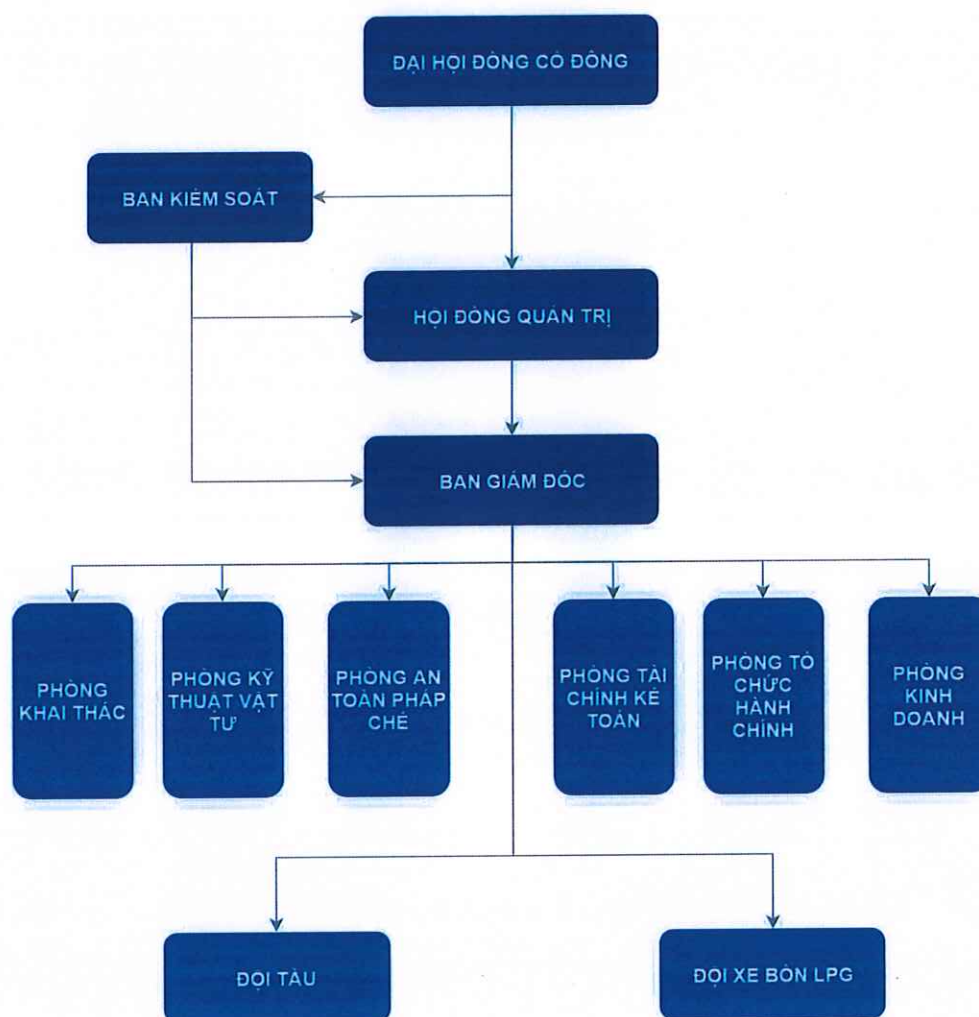 ĐẠI HỘI ĐỒNG CỔ ĐÔNG
BAN KIỂM SOÁT
HỘI ĐỒNG QUẢN TRỊ
BAN GIÁM ĐỐC
PHÒNG
KHAI THÁC
PHÒNG KỸ
THUẬT VẬT
TƯ
PHÒNG AN
TOÀN PHÁP
CHẾ
PHÒNG TÀI
CHÍNH KẾ
TOÁN
PHÒNG TỔ
CHỨC
HÀNH
CHÍNH
PHÒNG
KINH
DOANH
ĐỘI TÀU
ĐỘI XE BỒN LPG